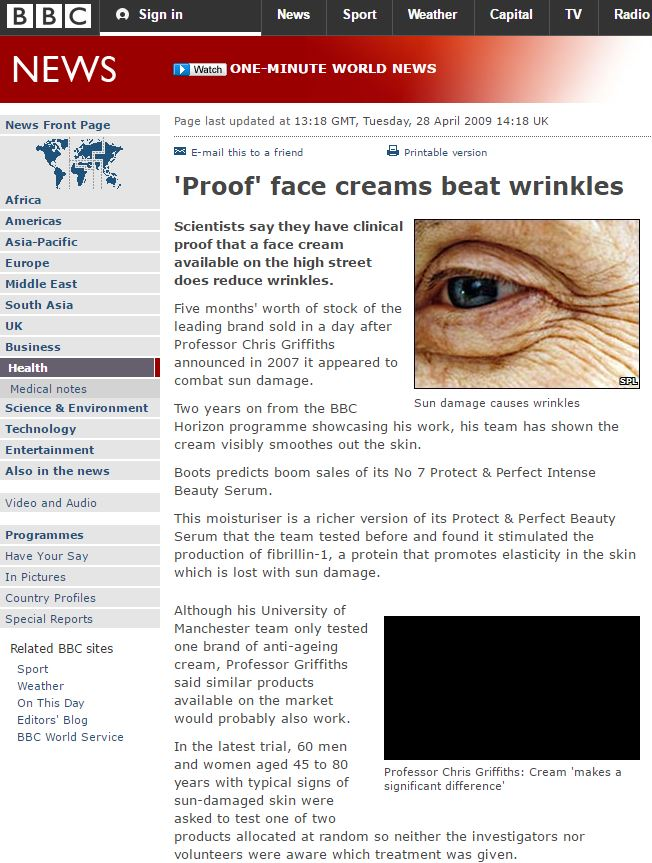 BBC Sign in News Sport Weather Capital TV Radio
NEWS
Watch ONE-MINUTE WORLD NEWS
News Front Page
Africa
Americas
Asia-Pacific
Europe
Middle East
South Asia
UK
Business
Health
Medical notes
Science & Environment
Technology
Entertainment
Also in the news
Video and Audio
Programmes
Have Your Say
In Pictures
Country Profiles
Special Reports
Related BBC sites
Sport
Weather
On This Day
Editors' Blog
BBC World Service
Page last updated at 13:18 GMT, Tuesday, 28 April 2009 14:18 UK
E-mail this to a friend
Printable version
'Proof' face creams beat wrinkles
Scientists say they have clinical
proof that a face cream
available on the high street
does reduce wrinkles.
SPL
Sun damage causes wrinkles
Five months' worth of stock of the
leading brand sold in a day after
Professor Chris Griffiths
announced in 2007 it appeared to
combat sun damage.
Two years on from the BBC
Horizon programme showcasing his work, his team has shown the
cream visibly smoothes out the skin.
Boots predicts boom sales of its No 7 Protect & Perfect Intense
Beauty Serum.
This moisturiser is a richer version of its Protect & Perfect Beauty
Serum that the team tested before and found it stimulated the
production of fibrillin-1, a protein that promotes elasticity in the skin
which is lost with sun damage.
Although his University of
Manchester team only tested
one brand of anti-ageing
cream, Professor Griffiths
said similar products
available on the market
would probably also work.
Professor Chris Griffiths: Cream 'makes a
significant difference'
In the latest trial, 60 men
and women aged 45 to 80
years with typical signs of
sun-damaged skin were
asked to test one of two
products allocated at random so neither the investigators nor
volunteers were aware which treatment was given.